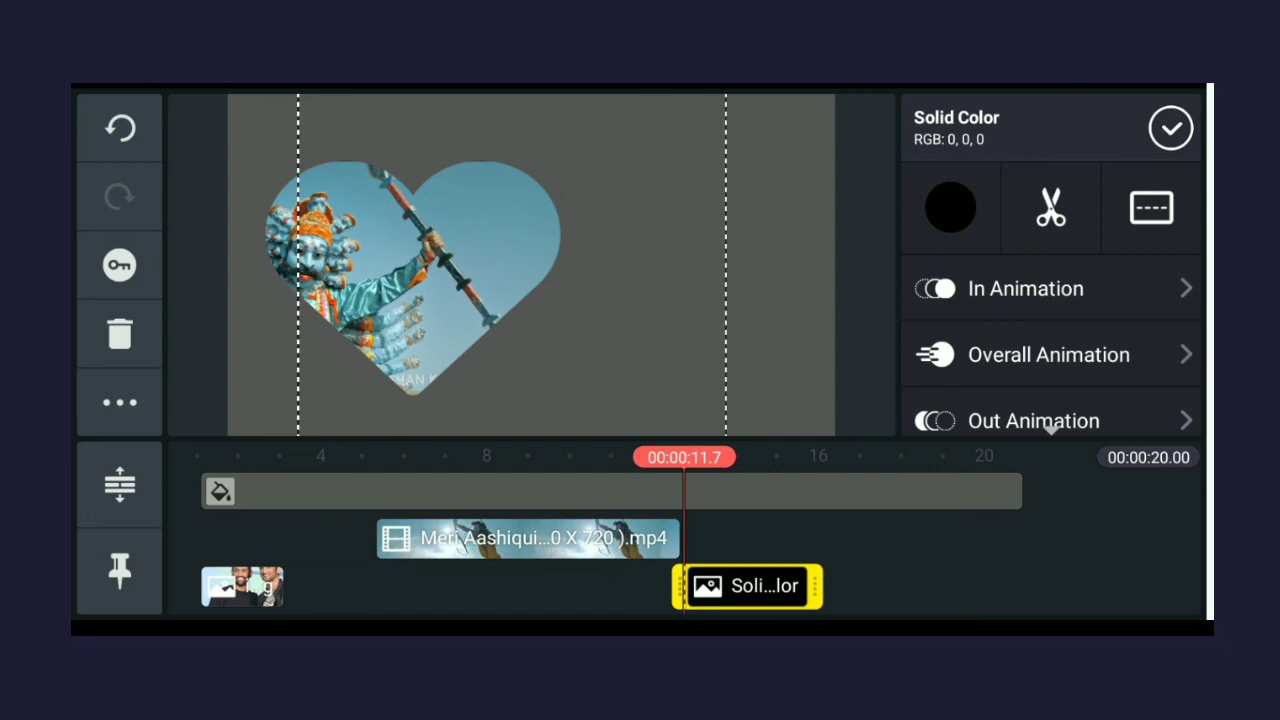 Solid Color
RGB: 0, 0, 0
In Animation
Overall Animation
Out Animation
4
8
00:00:11.7
16
20
00:00:20.00
Meri Aashiqui...0 X 720 ).mp4
g
Soli...lor